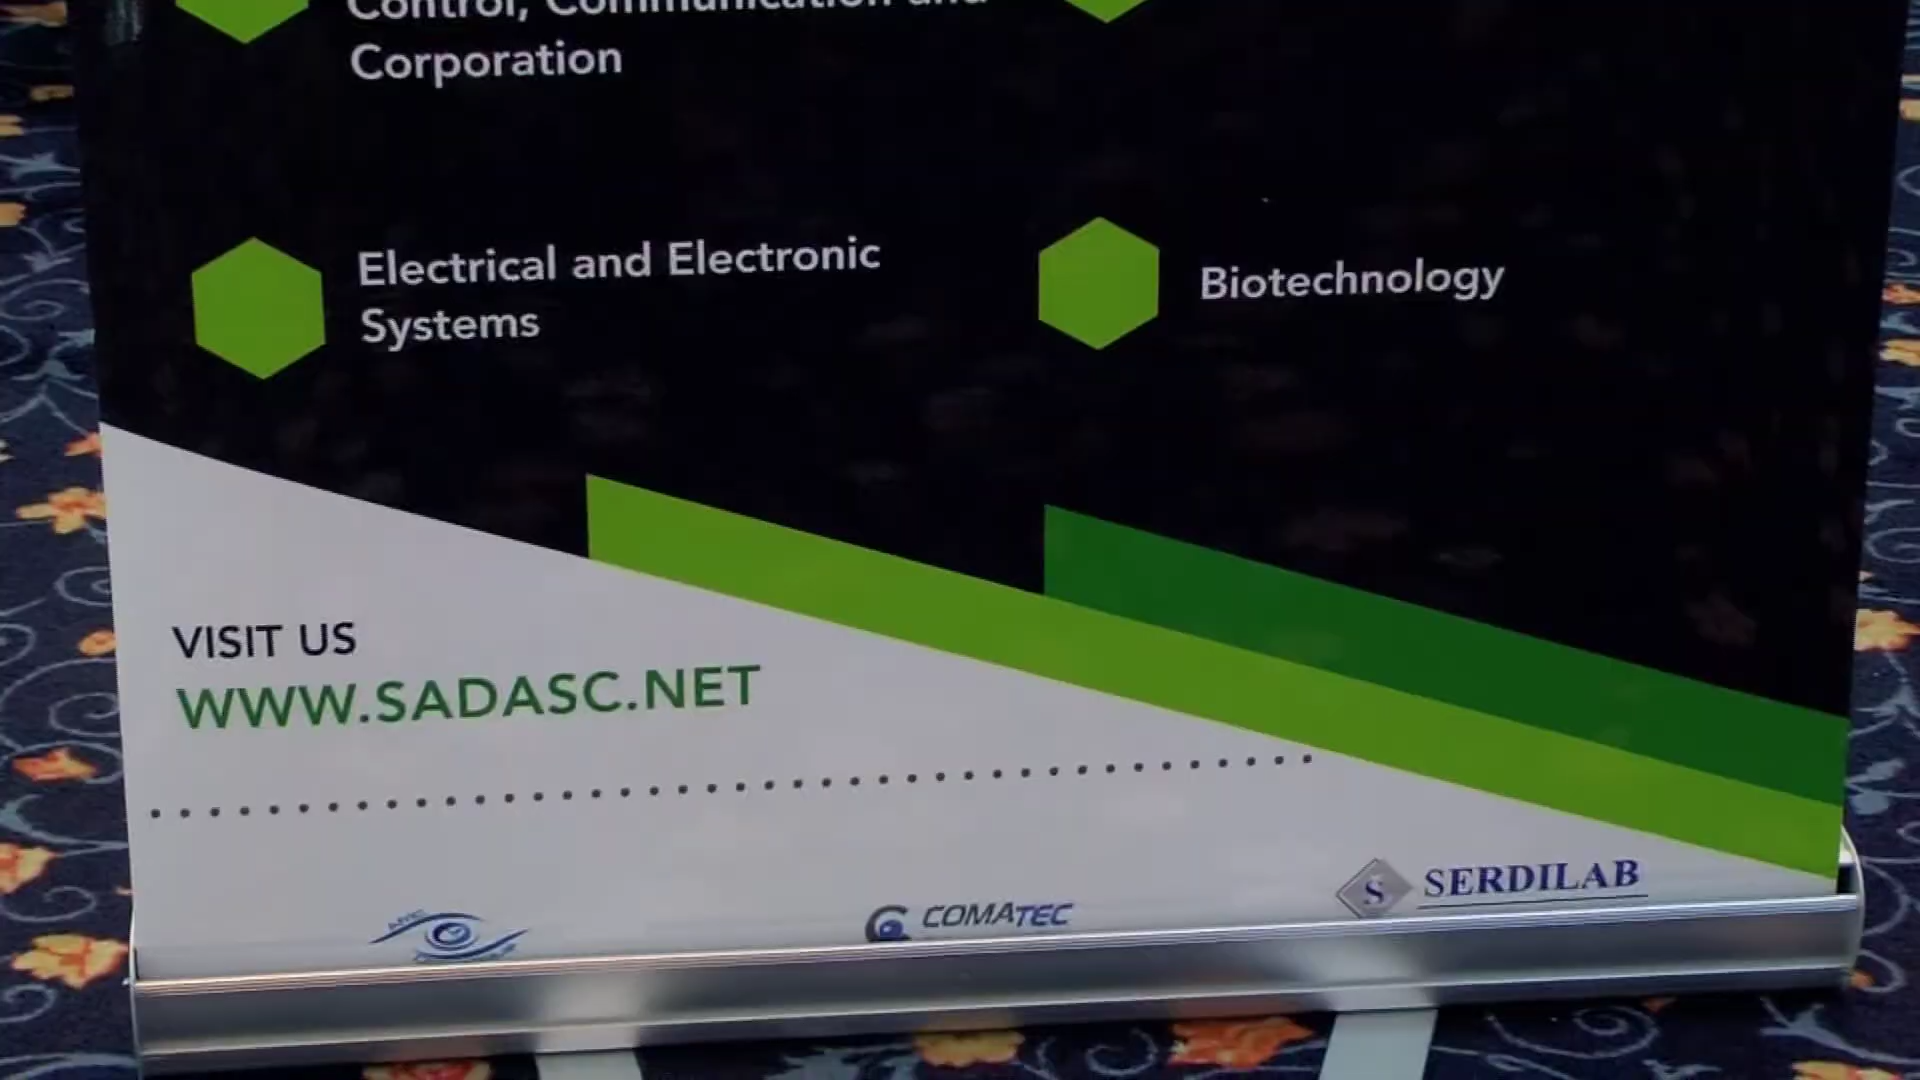 Control, Communication and
Corporation
Electrical and Electronic
Systems
Biotechnology
VISIT US
WWW.SADASC.NET
COMATEC
S SERDILAB